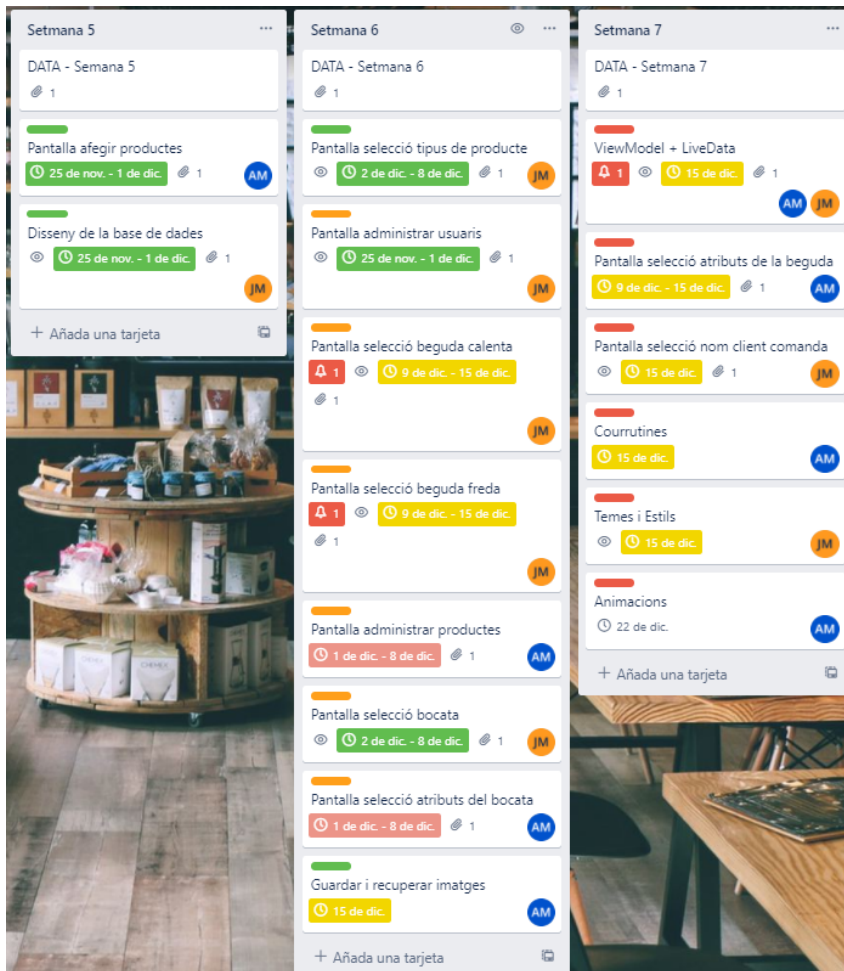 Setmana 5
DATA - Semana 5
1
Pantalla afegir productes
25 de nov. - 1 de dic.
1
AM
Disseny de la base de dades
25 de nov. - 1 de dic.
1
JM
+ Añada una tarjeta
Setmana 6
DATA - Setmana 6
1
Pantalla selecció tipus de producte
2 de dic. - 8 de dic.
1
JM
Pantalla administrar usuaris
25 de nov. - 1 de dic.
1
JM
Pantalla selecció beguda calenta
1
9 de dic. - 15 de dic.
1
JM
Pantalla selecció beguda freda
1
9 de dic. - 15 de dic.
1
JM
Pantalla administrar productes
1 de dic. - 8 de dic.
1
AM
Pantalla selecció bocata
2 de dic. - 8 de dic.
1
JM
Pantalla selecció atributs del bocata
1 de dic. - 8 de dic.
1
AM
Guardar i recuperar imatges
15 de dic.
AM
+ Añada una tarjeta
Setmana 7
DATA - Setmana 7
1
ViewModel + LiveData
1
15 de dic.
1
AM JM
Pantalla selecció atributs de la beguda
9 de dic. - 15 de dic.
1
AM
Pantalla selecció nom client comanda
15 de dic.
1
JM
Courrutines
15 de dic.
AM
Temes i Estils
15 de dic.
JM
Animacions
22 de dic.
AM
+ Añada una tarjeta
CHEMEX